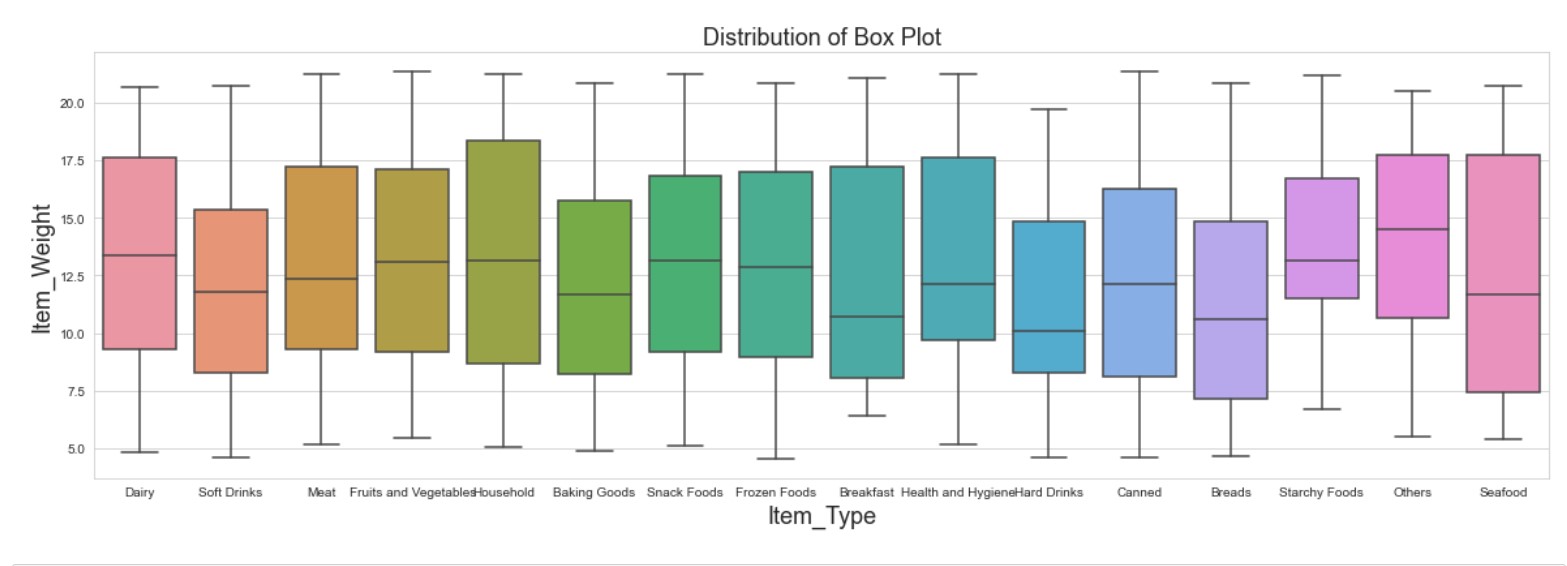 Distribution of Box Plot
Item_Weight
20.0
17.5
15.0
12.5
10.0
7.5
5.0
Dairy Soft Drinks Meat Fruits and Vegetables Household Baking Goods Snack Foods Frozen Foods Breakfast Health and Hygiene Hard Drinks Canned Breads Starchy Foods Others Seafood
Item_Type